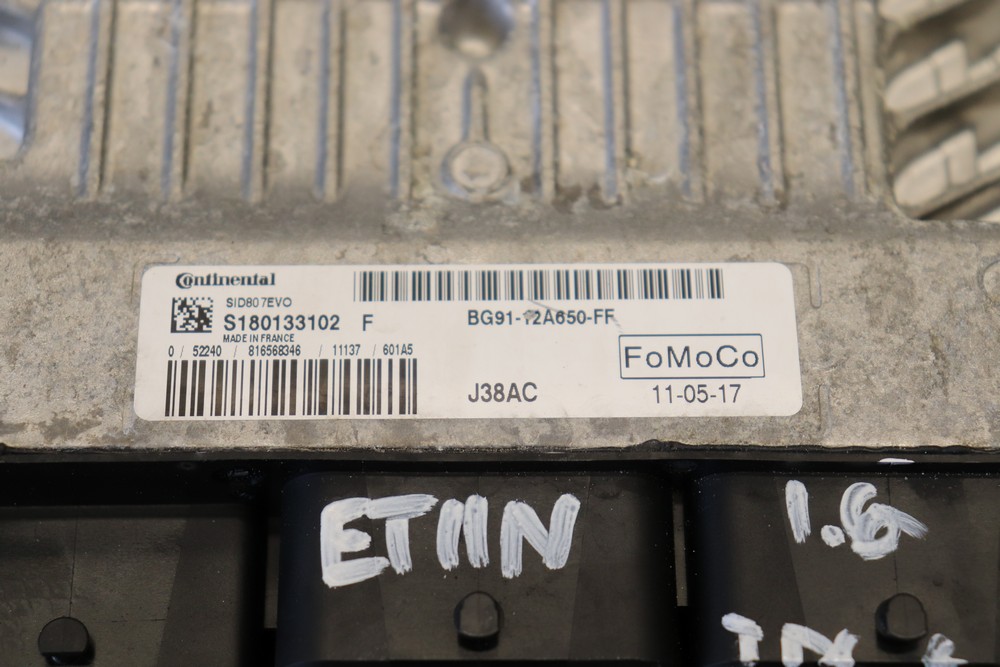 Continental
SID807EVO
S180133102 F
MADE IN FRANCE
0 / 52240 / 816568346 / 11137 / 601A5
BG91-12A650-FF
FoMoCo
J38AC
11-05-17
ETIIN
1.6